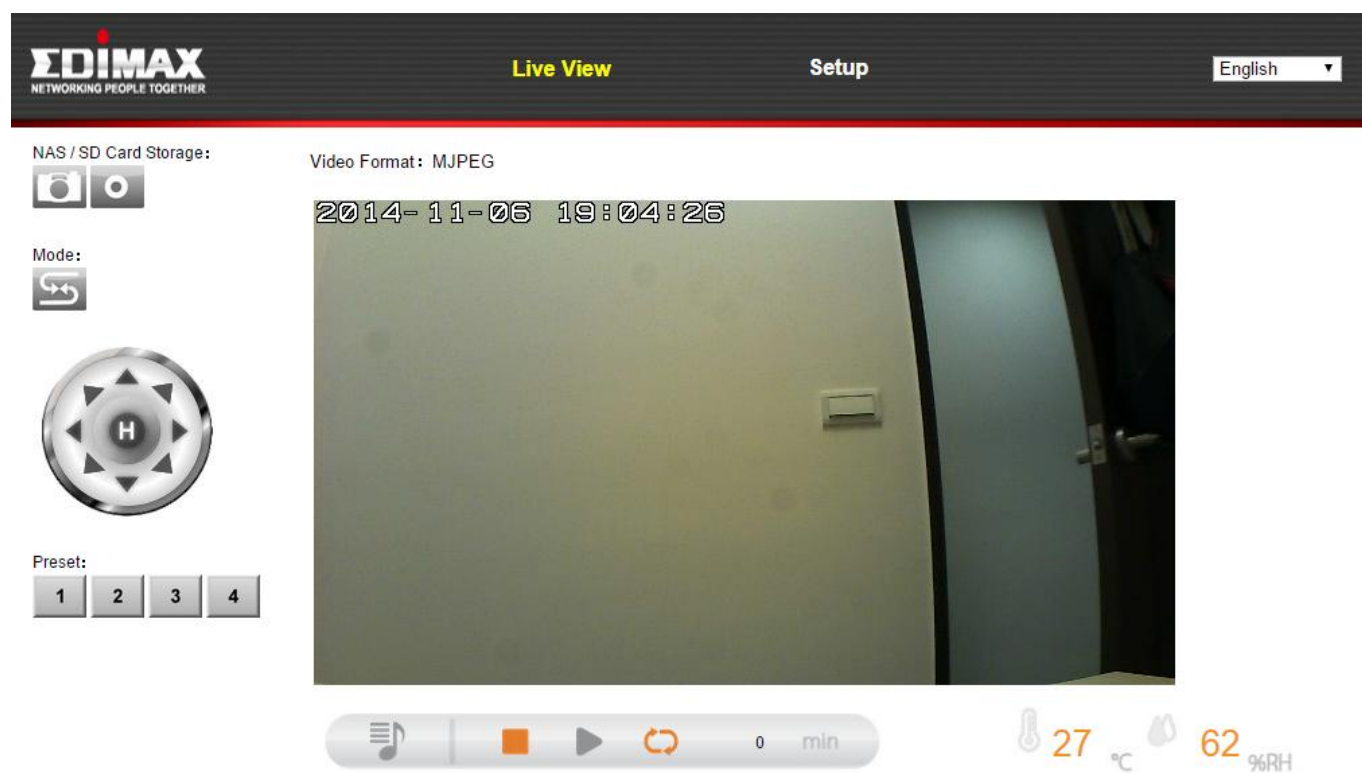 EDIMAX
NETWORKING PEOPLE TOGETHER
Live View
Setup
English
NAS / SD Card Storage:
Video Format: MJPEG
2014-11-06 19:04:26
Mode:
H
Preset:
1 2 3 4
0 min
27 °C
62 %RH